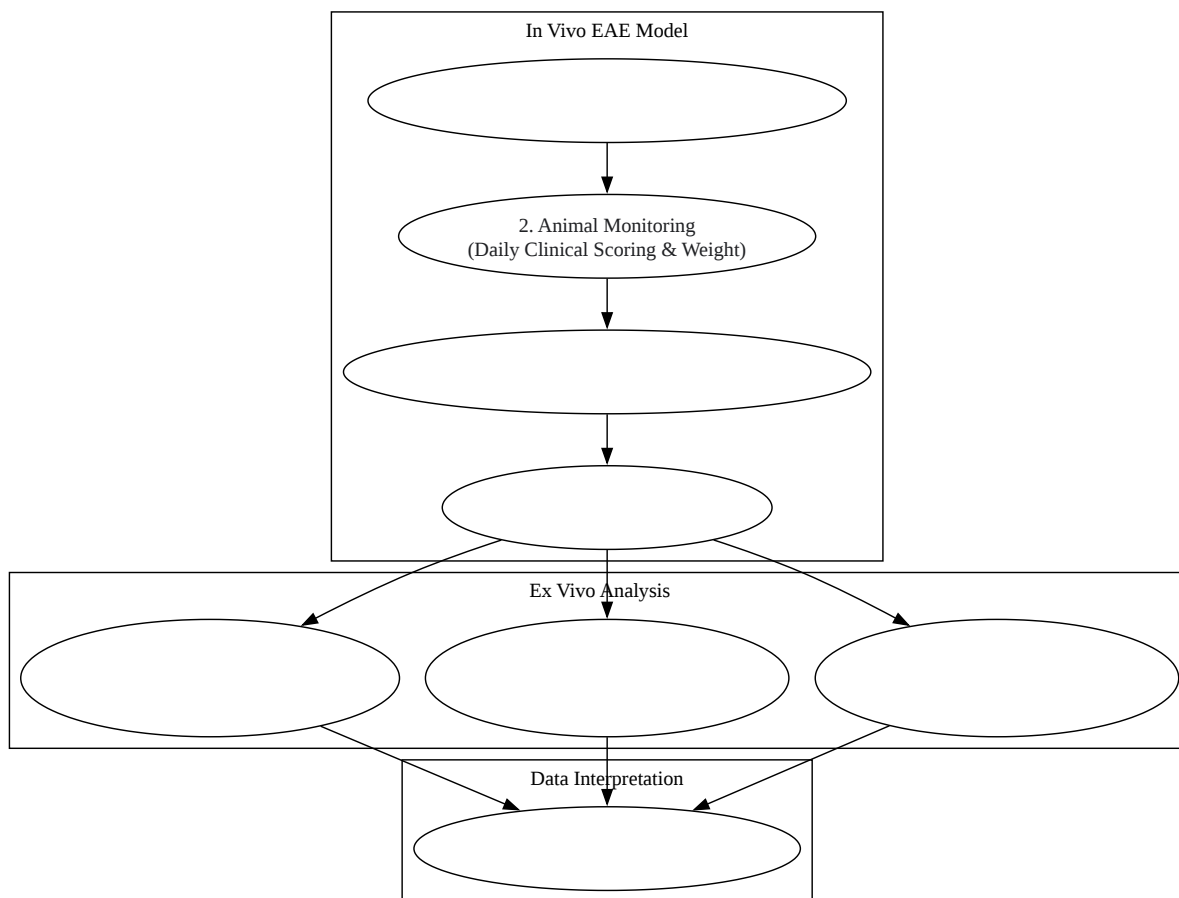 In Vivo EAE Model
2. Animal Monitoring
(Daily Clinical Scoring & Weight)
Ex Vivo Analysis
Data Interpretation